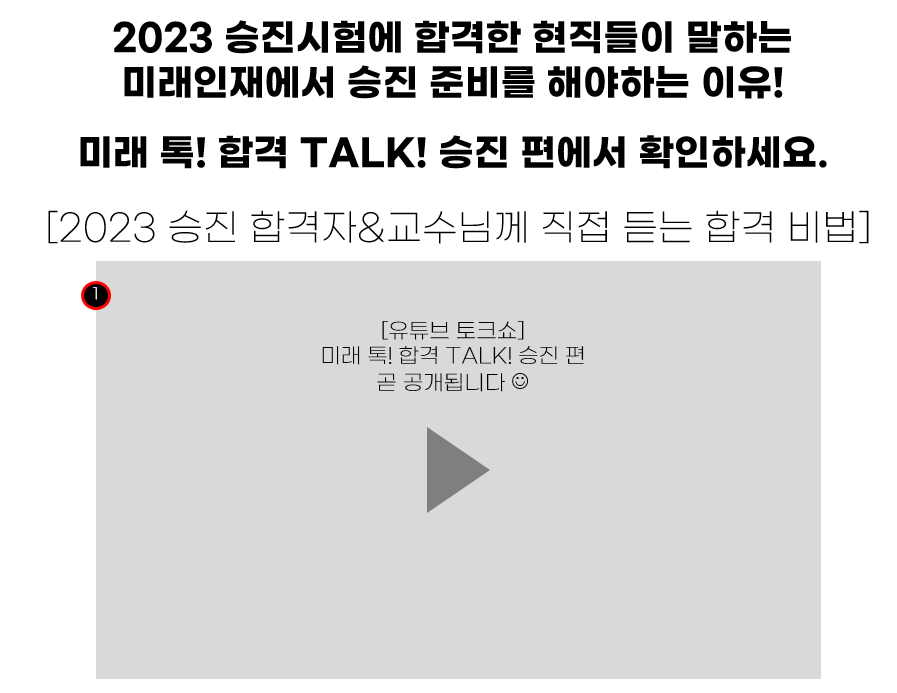 2023 승진시험에 합격한 현직들이 말하는
미래인재에서 승진 준비를 해야하는 이유!
미래 톡! 합격 TALK! 승진 편에서 확인하세요.
[2023 승진 합격자&교수님께 직접 듣는 합격 비법]
1
[유튜브 토크쇼]
미래 톡! 합격 TALK! 승진 편
곧 공개됩니다 ☺